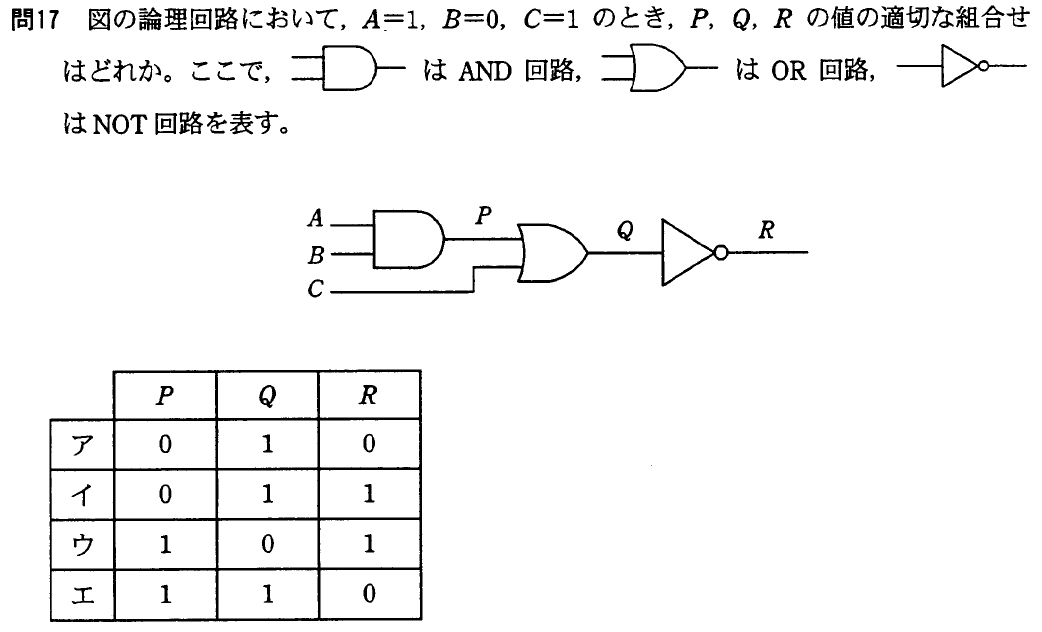 問17 図の論理回路において，A＝1，B＝0，C＝1 のとき，P，Q，R の値の適切な組合せ
はどれか。ここで， は AND 回路， は OR 回路，
は NOT 回路を表す。
A
P
B
C
Q
R
P Q R
ア 0 1 0
イ 0 1 1
ウ 1 0 1
エ 1 1 0